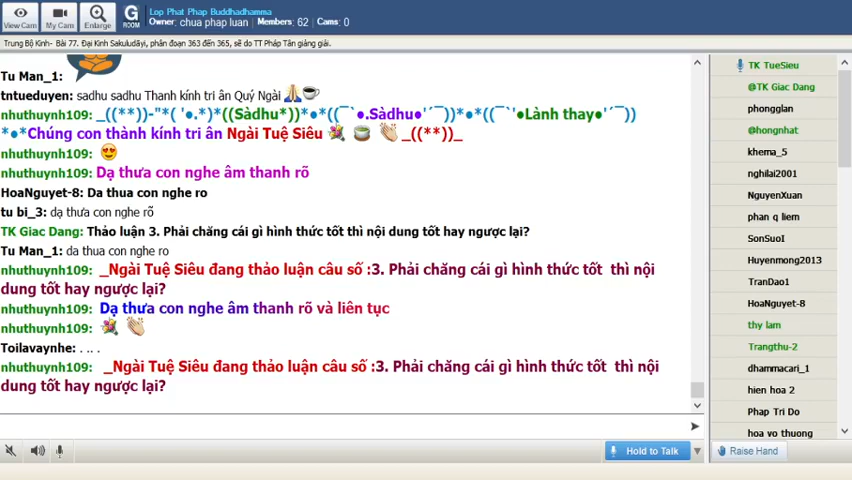 Lop Phat Phap Buddhadhamma
Owner: chua phap luan Members: 62 Cams: 0
View Cam My Cam Enlarge G ROOM
Trung Bộ Kinh- Bài 77. Đại Kinh Sakuludāyi, phân đoạn 363 đến 365, sẽ do TT Pháp Tân giảng giải.
Tu Man_1:
tntueduyen: sadhu sadhu Thanh kính tri ân Quý Ngài
nhuthuynh109: _((**))-"*( '●.*)*((Sàdhu*))*●*((¯`●.Sàdhu●'´¯))*●*((¯`'●Lành thay●'´¯))
*●*Chúng con thành kính tri ân Ngài Tuệ Siêu _((**))_
nhuthuynh109:
nhuthuynh109: Dạ thưa con nghe âm thanh rõ
HoaNguyet-8: Da thua con nghe ro
tu bi_3: dạ thưa con nghe rõ
TK Giac Dang: Thảo luận 3. Phải chăng cái gì hình thức tốt thì nội dung tốt hay ngược lại?
Tu Man_1: da thua con nghe ro
nhuthuynh109: _Ngài Tuệ Siêu đang thảo luận câu số :3. Phải chăng cái gì hình thức tốt thì nội
dung tốt hay ngược lại?
nhuthuynh109: Dạ thưa con nghe âm thanh rõ và liên tục
nhuthuynh109:
Toilavaynhe: . .. .
nhuthuynh109: _Ngài Tuệ Siêu đang thảo luận câu số :3. Phải chăng cái gì hình thức tốt thì nội
dung tốt hay ngược lại?
Hold to Talk
TK TueSieu
@TK Giac Dang
phongglan
@hongnhat
khema_5
nghilai2001
NguyenXuan
phan q liem
SonSuoI
Huyenmong2013
TranDao1
HoaNguyet-8
thy lam
Trangthu-2
dhammacari_1
hien hoa 2
Phap Tri Do
hoa vo thuong
Raise Hand